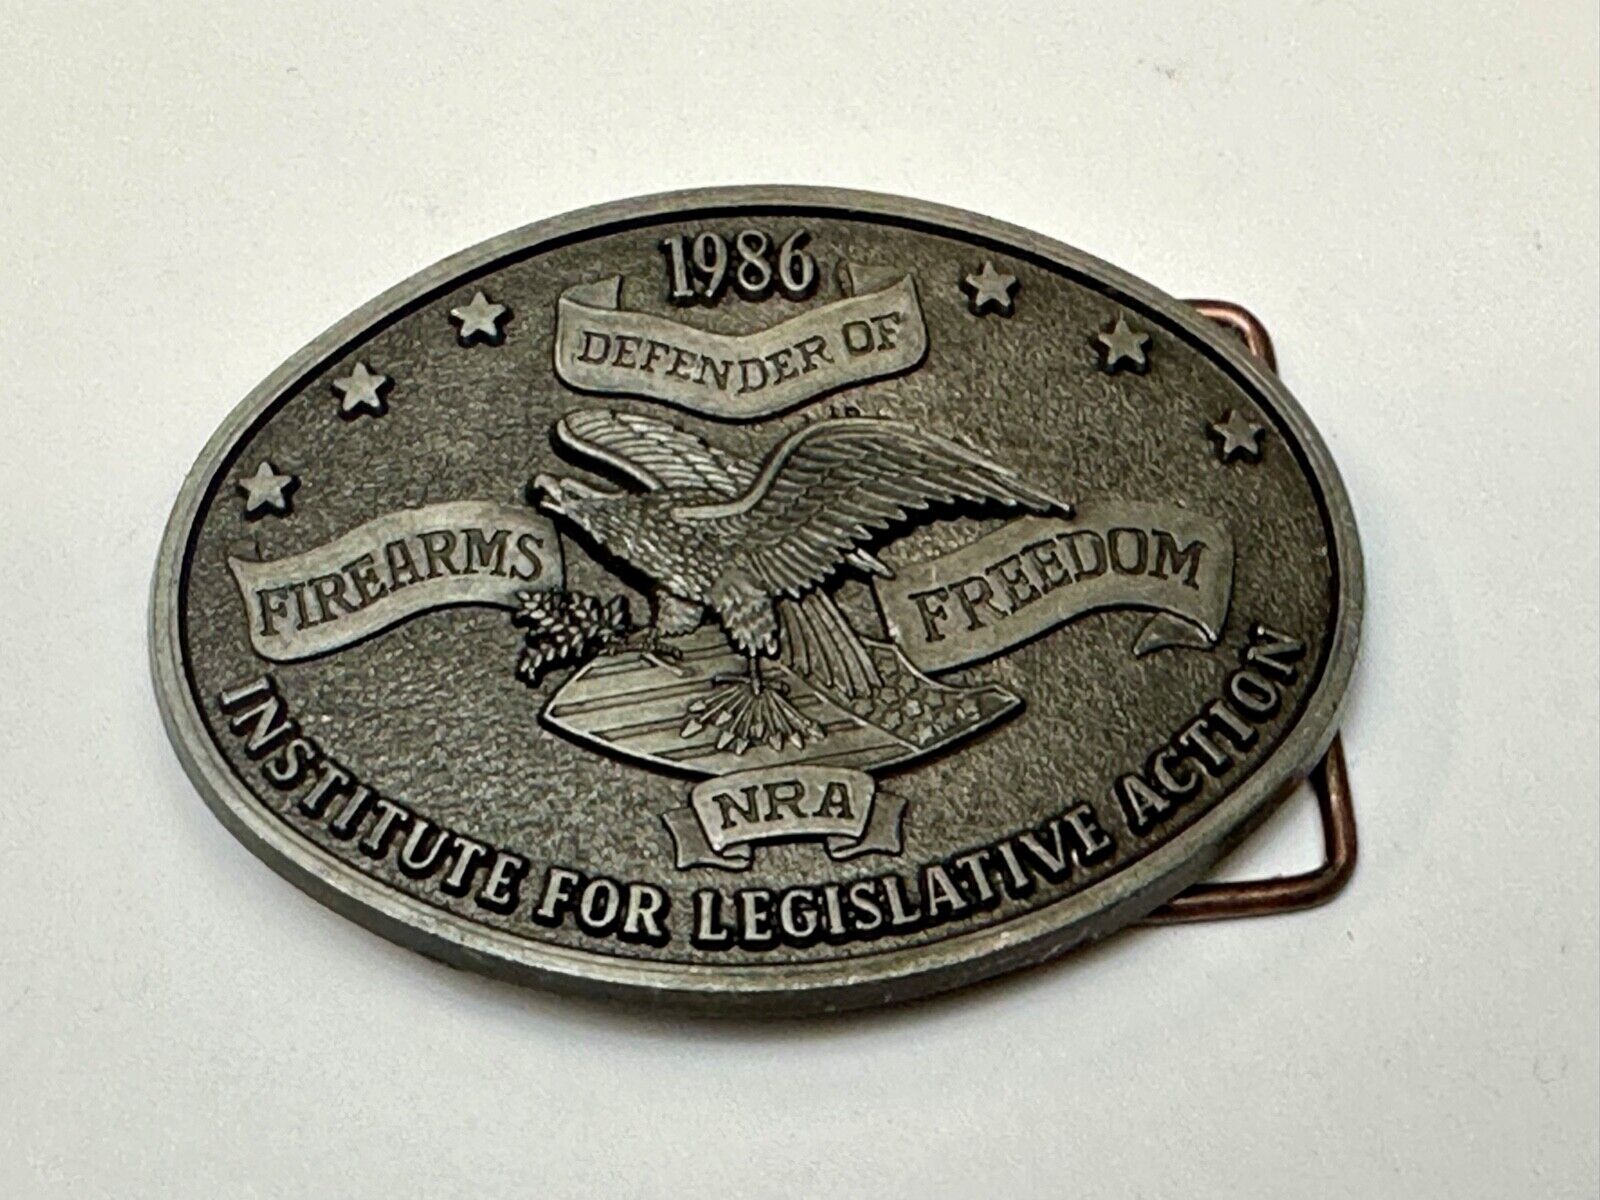 1986
DEFENDER OF
FIREARMS
FREEDOM
NRA
INSTITUTE FOR LEGISLATIVE ACTION